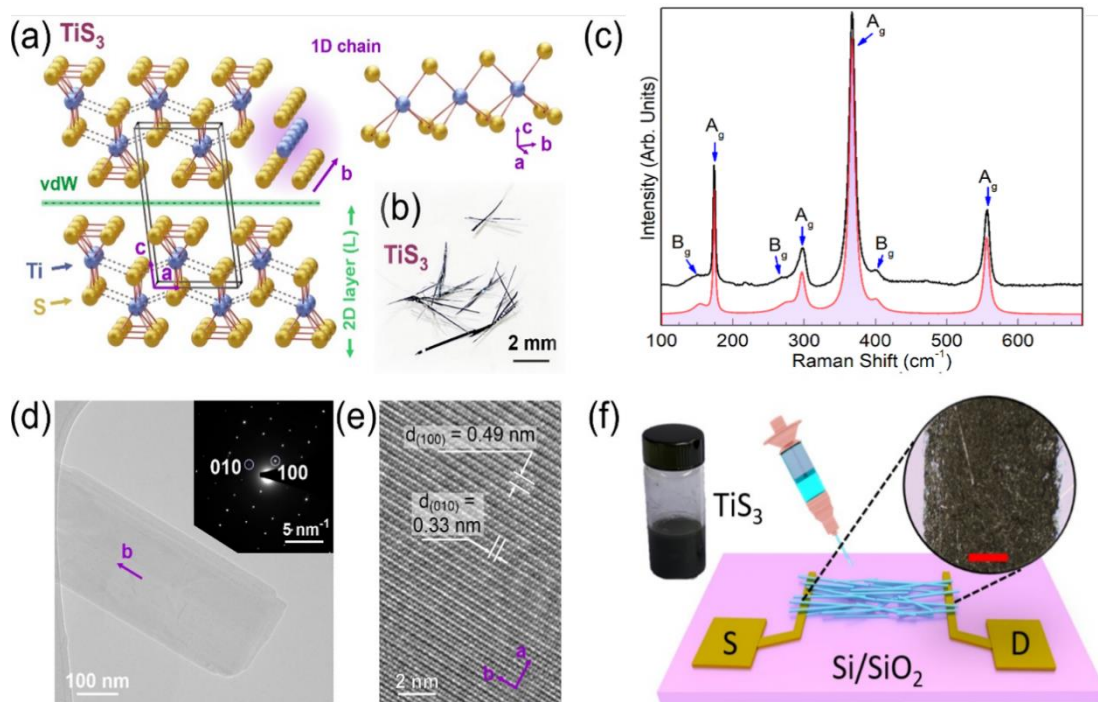 (a)
TiS3
1D chain
c
b
a
b
vdW
c
a
Ti
S
2D layer (L)
(b)
TiS3
2 mm
(c)
Intensity (Arb. Units)
Bg
Ag
Bg
Ag
Ag
Bg
Ag
100 200 300 400 500 600
Raman Shift (cm-1)
(d)
010
100
5 nm-1
b
100 nm
(e)
d(100) = 0.49 nm
d(010) =
0.33 nm
a
b
2 nm
(f)
TiS3
S
D
Si/SiO2